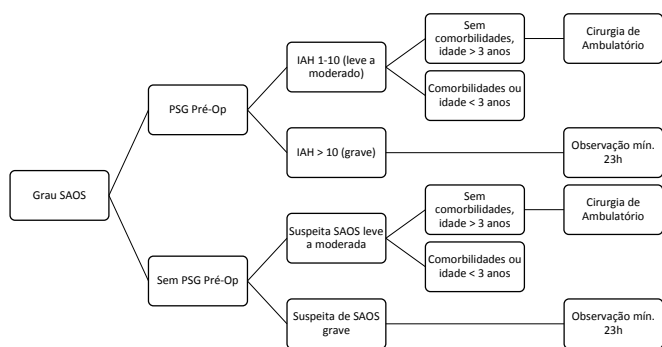 Grau SAOS
PSG Pré-Op
IAH 1-10 (leve a
moderado)
Sem
comorbilidades,
idade > 3 anos
Cirurgia de
Ambulatório
Comorbilidades ou
idade < 3 anos
IAH > 10 (grave)
Observação mín.
23h
Sem PSG Pré-Op
Suspeita SAOS leve
a moderada
Sem
comorbilidades,
idade > 3 anos
Cirurgia de
Ambulatório
Comorbilidades ou
idade < 3 anos
Suspeita de SAOS
grave
Observação mín.
23h